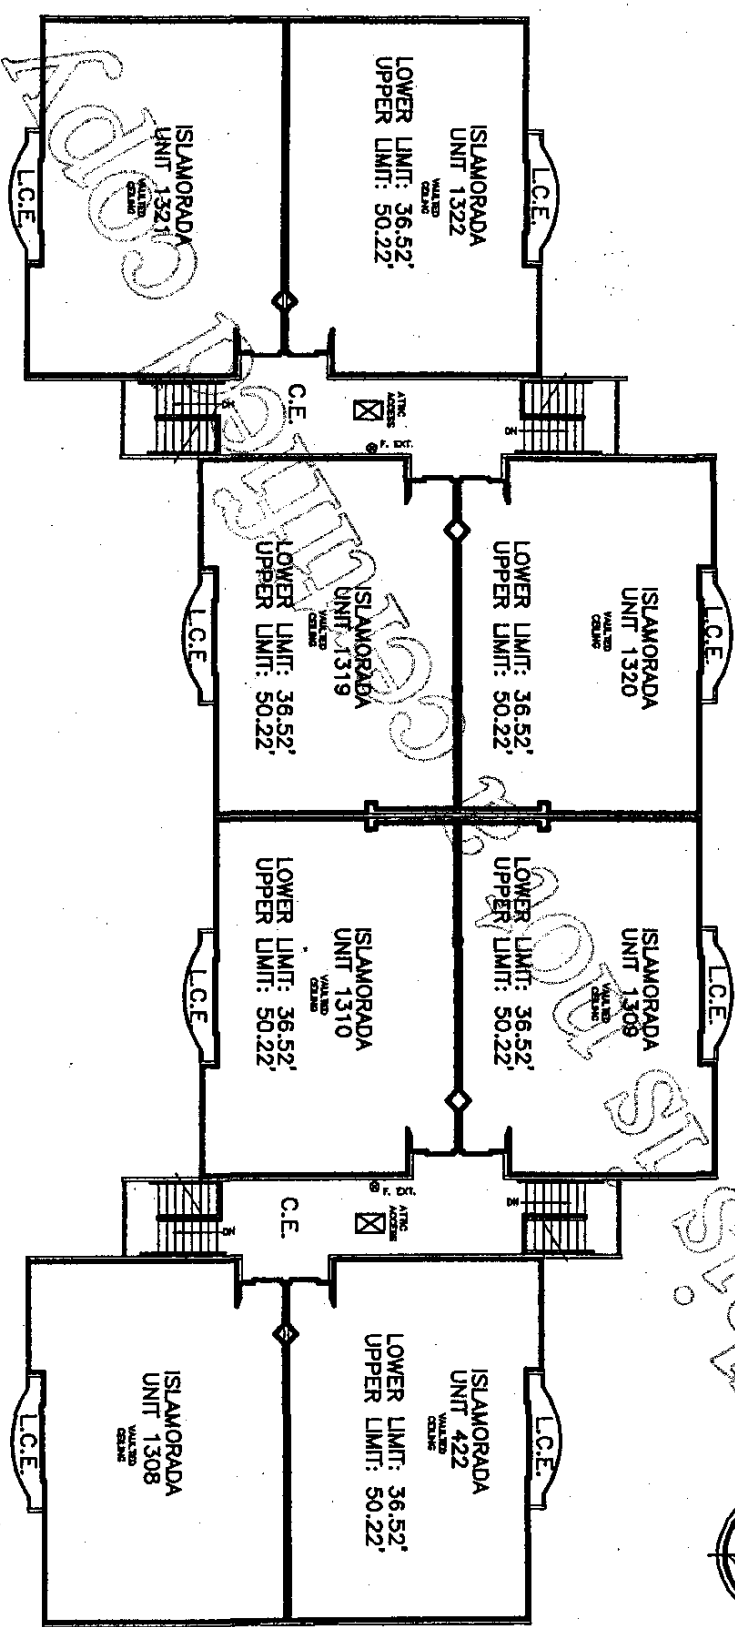 ISLAMORADA
UNIT 1322
VAULTED
CEILING
LOWER LIMIT: 36.52'
UPPER LIMIT: 50.22'
L.C.E.
ISLAMORADA
UNIT 1321
VAULTED
CEILING
L.C.E.
C.E.
ATTIC
ACCESS
F. EXT.
DN
DN
ISLAMORADA
UNIT 1320
VAULTED
CEILING
LOWER LIMIT: 36.52'
UPPER LIMIT: 50.22'
L.C.E.
ISLAMORADA
UNIT 1319
VAULTED
CEILING
LOWER LIMIT: 36.52'
UPPER LIMIT: 50.22'
L.C.E.
ISLAMORADA
UNIT 1309
VAULTED
CEILING
LOWER LIMIT: 36.52'
UPPER LIMIT: 50.22'
L.C.E.
ISLAMORADA
UNIT 1310
VAULTED
CEILING
LOWER LIMIT: 36.52'
UPPER LIMIT: 50.22'
L.C.E.
C.E.
ATTIC
ACCESS
F. EXT.
DN
DN
ISLAMORADA
UNIT 422
VAULTED
CEILING
LOWER LIMIT: 36.52'
UPPER LIMIT: 50.22'
L.C.E.
ISLAMORADA
UNIT 1308
VAULTED
CEILING
L.C.E.
is not a certified copy